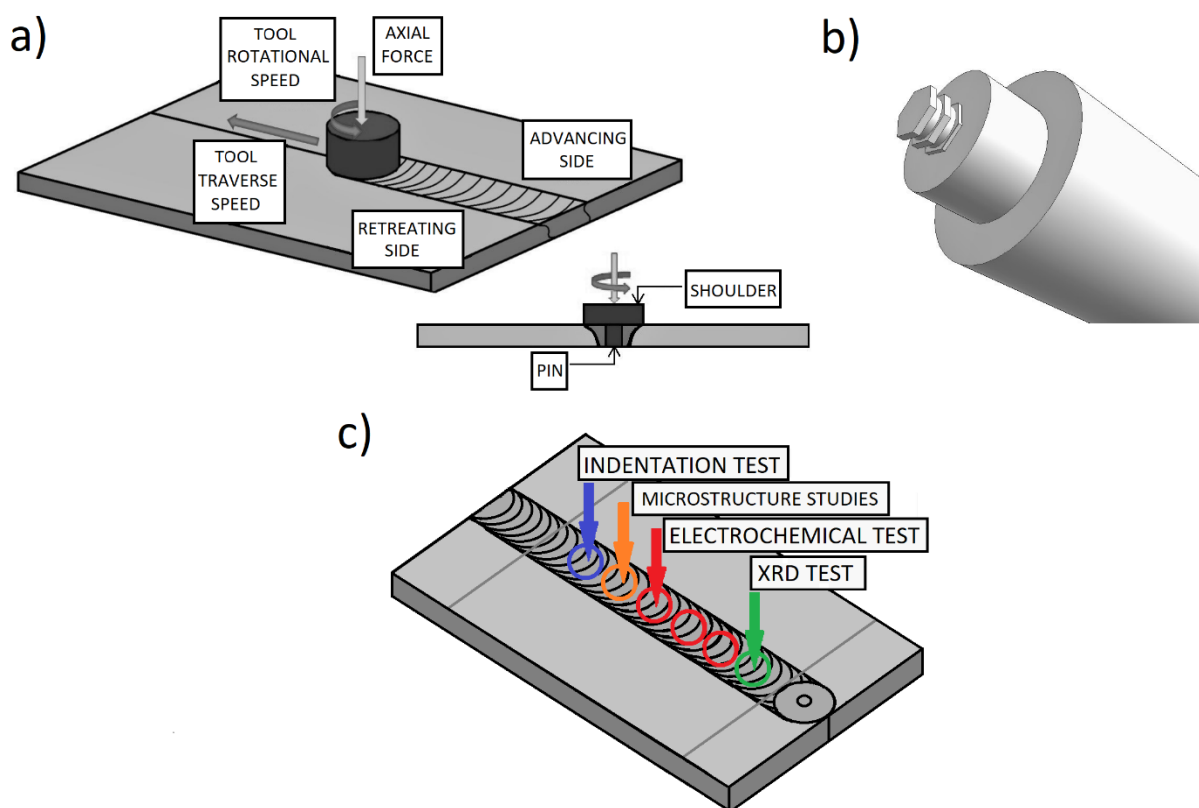 a)
TOOL
ROTATIONAL
SPEED
AXIAL
FORCE
b)
ADVANCING
SIDE
TOOL
TRAVERSE
SPEED
RETREATING
SIDE
SHOULDER
PIN
c)
INDENTATION TEST
MICROSTRUCTURE STUDIES
ELECTROCHEMICAL TEST
XRD TEST